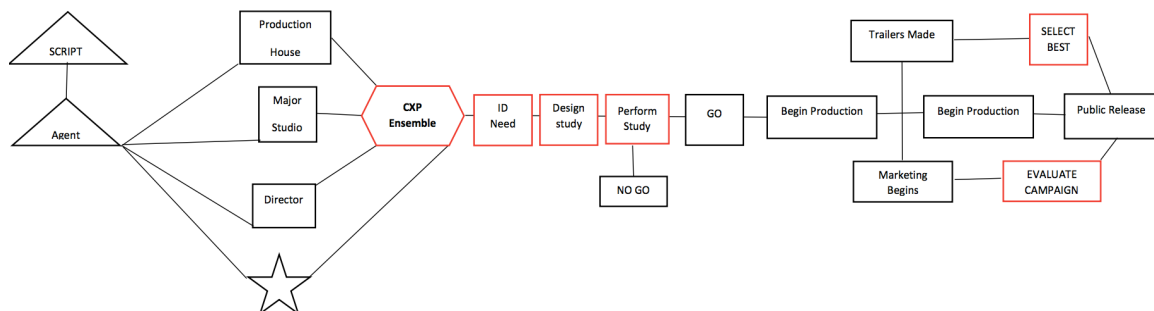 SCRIPT
Agent
Production
House
Major
Studio
Director
CXP
Ensemble
ID
Need
Design
study
Perform
Study
NO GO
GO
Begin Production
Trailers Made
Marketing
Begins
Begin Production
SELECT
BEST
EVALUATE
CAMPAIGN
Public Release